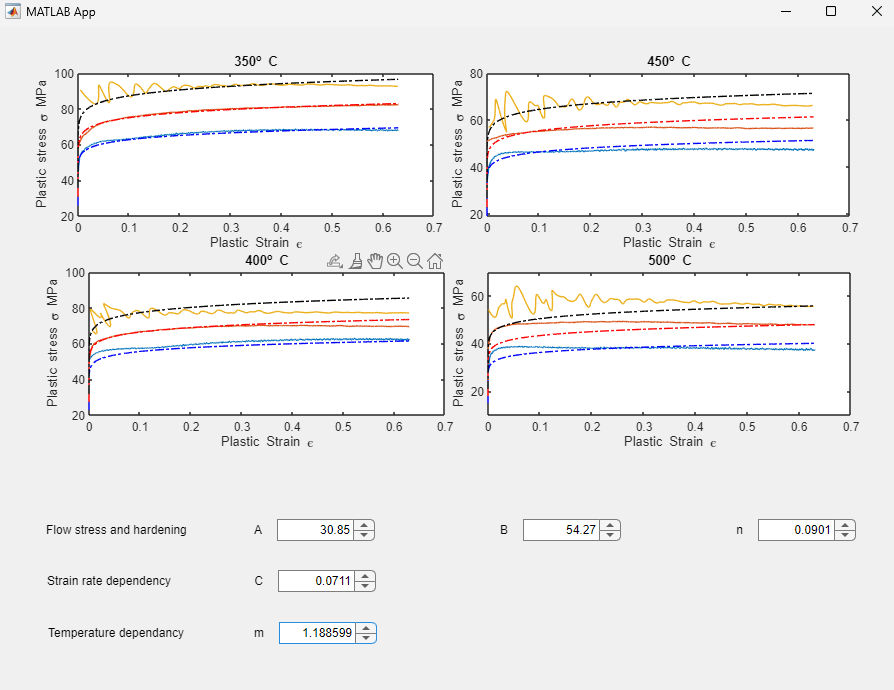 MATLAB App
350º C
100
80
60
40
20
Plastic stress σ MPa
0 0.1 0.2 0.3 0.4 0.5 0.6 0.7
Plastic Strain ϵ
450º C
80
60
40
20
Plastic stress σ MPa
0 0.1 0.2 0.3 0.4 0.5 0.6 0.7
Plastic Strain ϵ
400º C
100
80
60
40
20
Plastic stress σ MPa
0 0.1 0.2 0.3 0.4 0.5 0.6 0.7
Plastic Strain ϵ
500º C
60
40
20
Plastic stress σ MPa
0 0.1 0.2 0.3 0.4 0.5 0.6 0.7
Plastic Strain ϵ
Flow stress and hardening A 30.85 B 54.27 n 0.0901
Strain rate dependency C 0.0711
Temperature dependancy m 1.188599